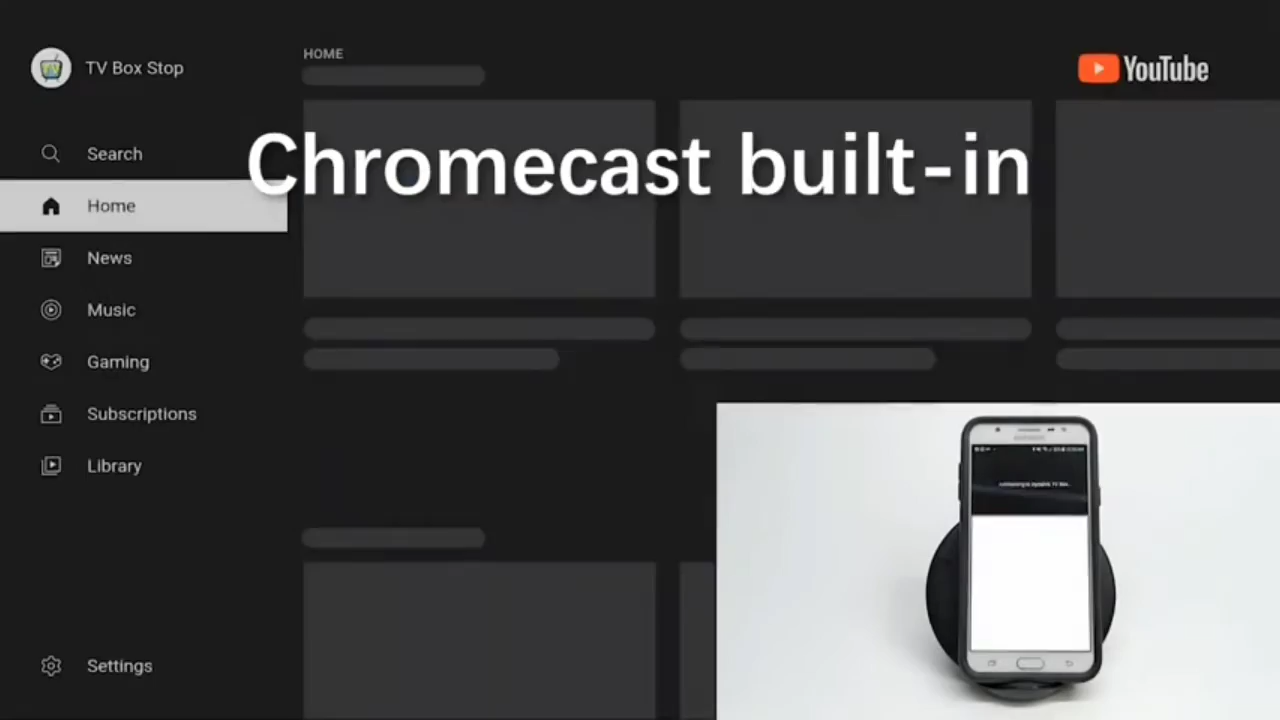 TV Box Stop
HOME
YouTube
Chromecast built-in
Search
Home
News
Music
Gaming
Subscriptions
Library
Settings